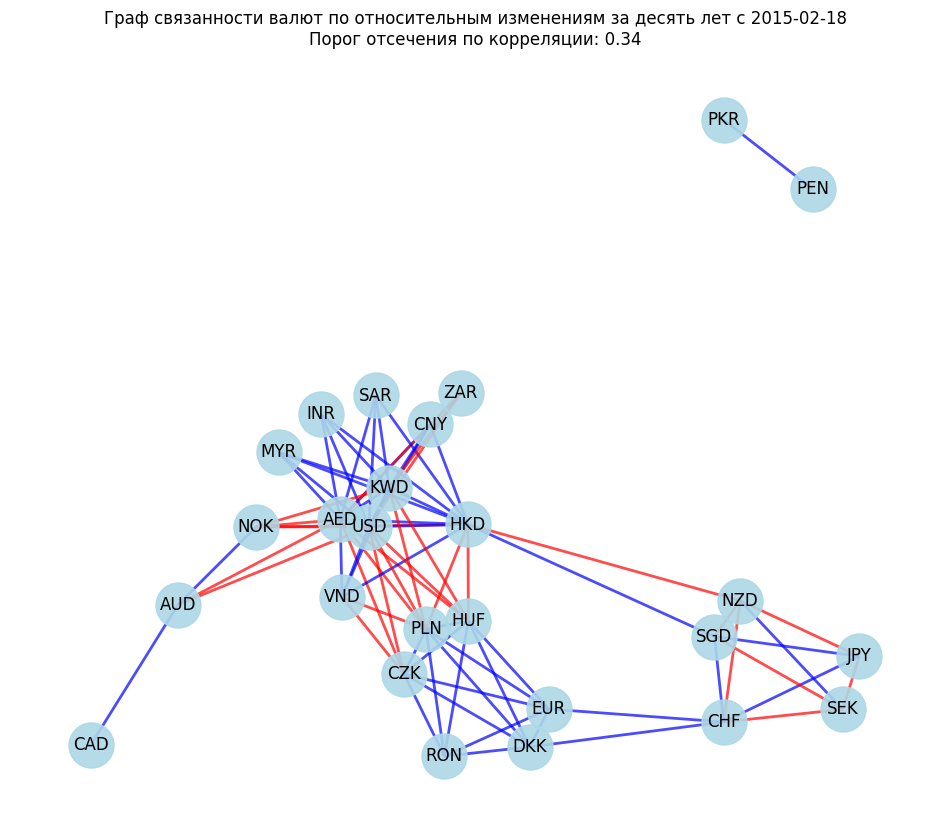 Граф связанности валют по относительным изменениям за десять лет с 2015-02-18
Порог отсечения по корреляции: 0.34
PKR
PEN
SAR
ZAR
INR
CNY
MYR
KWD
NOK
AED
USD
HKD
VND
AUD
NZD
HUF
PLN
SGD
JPY
CZK
EUR
SEK
CHF
CAD
DKK
RON